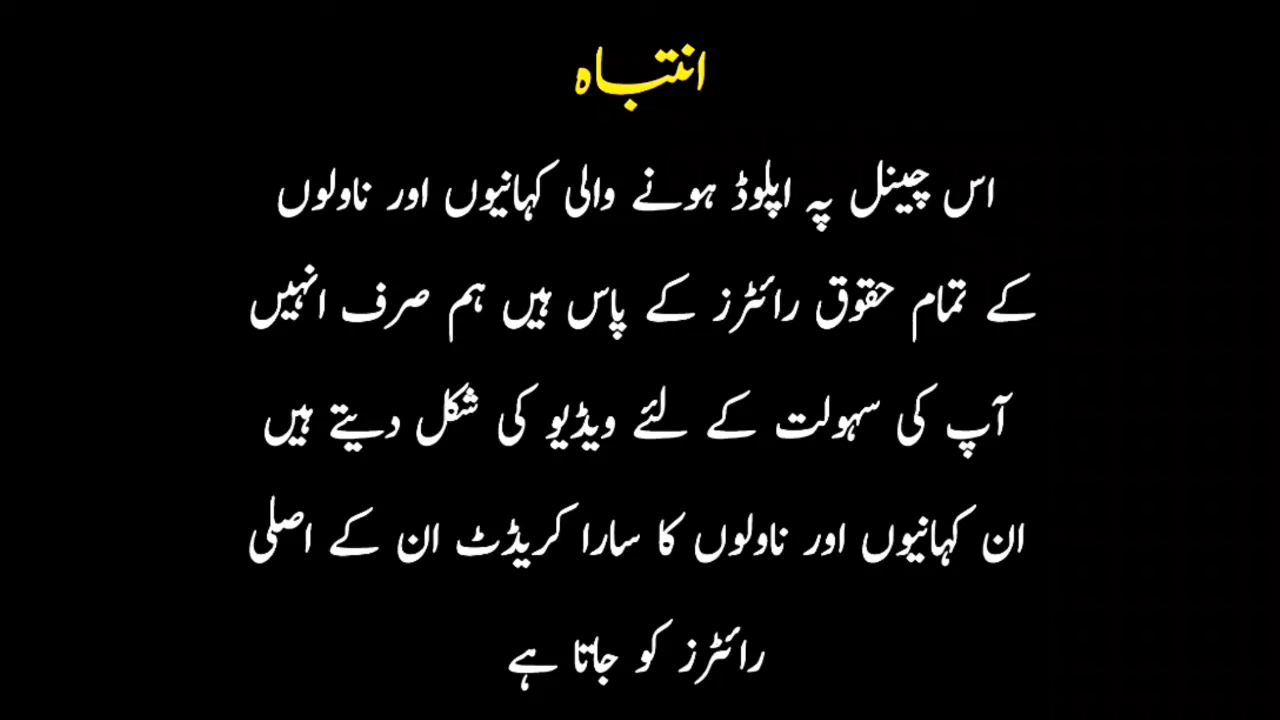 انتباہ
اس چینل پہ اپلوڈ ہونے والی کہانیوں اور ناولوں
کے تمام حقوق رائٹرز کے پاس ہیں ہم صرف انہیں
آپ کی سہولت کے لئے ویڈیو کی شکل دیتے ہیں
ان کہانیوں اور ناولوں کا سارا کریڈٹ ان کے اصلی
رائٹرز کو جاتا ہے